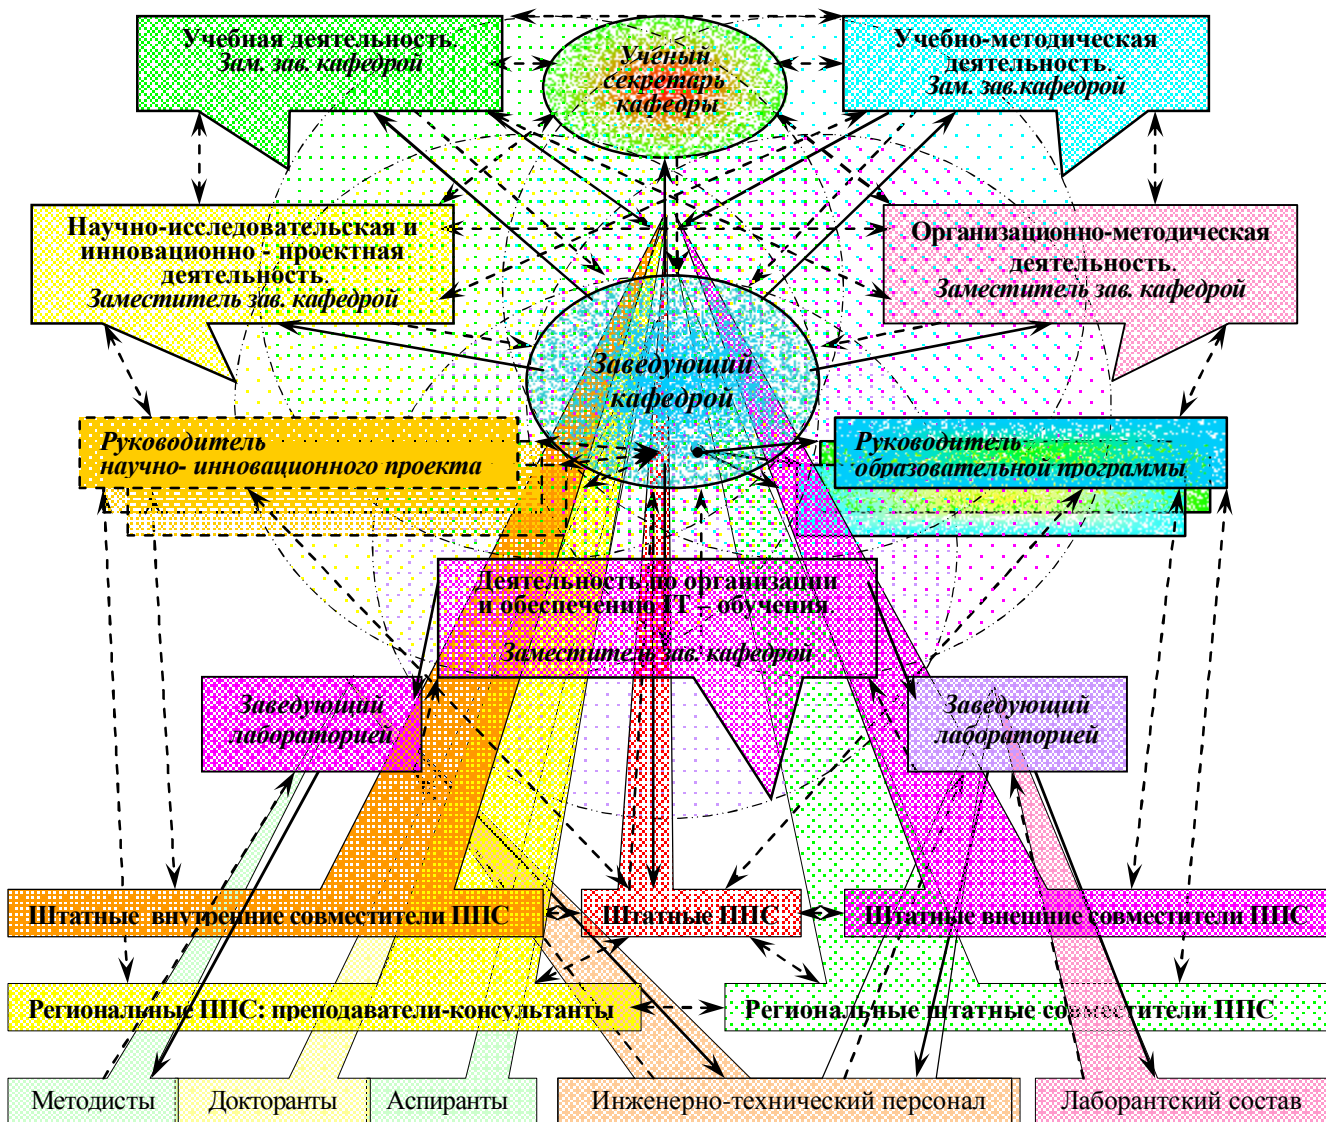 Учебная деятельность.
Зам. зав. кафедрой
Учёный
секретарь
кафедры
Учебно-методическая
деятельность.
Зам. зав.кафедрой
Научно-исследовательская и
инновационно - проектная
деятельность.
Заместитель зав. кафедрой
Организационно-методическая
деятельность.
Заместитель зав. кафедрой
Заведующий
кафедрой
Руководитель
научно- инновационного проекта
Руководитель
образовательной программы
Деятельность по организации
и обеспечению IT – обучения
Заместитель зав. кафедрой
Заведующий
лабораторией
Заведующий
лабораторией
Штатные внутренние совместители ППС
Штатные ППС
Штатные внешние совместители ППС
Региональные ППС: преподаватели-консультанты
Региональные штатные совместители ППС
Методисты
Докторанты
Аспиранты
Инженерно-технический персонал
Лаборантский состав